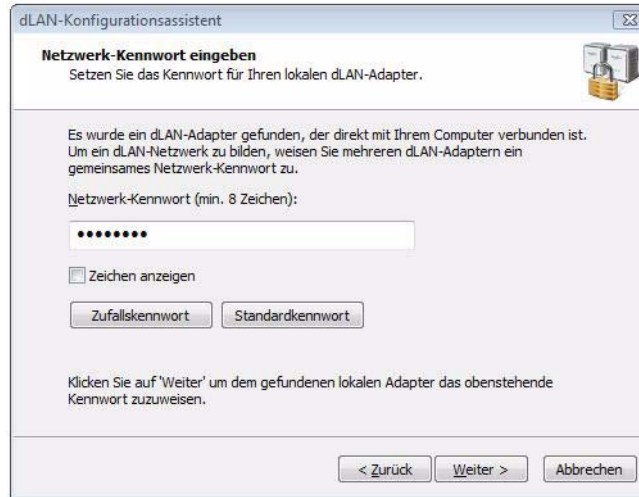 dLAN-Konfigurationsassistent
Netzwerk-Kennwort eingeben
Setzen Sie das Kennwort für Ihren lokalen dLAN-Adapter.
Es wurde ein dLAN-Adapter gefunden, der direkt mit Ihrem Computer verbunden ist.
Um ein dLAN-Netzwerk zu bilden, weisen Sie mehreren dLAN-Adaptern ein
gemeinsames Netzwerk-Kennwort zu.
Netzwerk-Kennwort (min. 8 Zeichen):
••••••••
Zeichen anzeigen
Zufallskennwort Standardkennwort
Klicken Sie auf 'Weiter' um dem gefundenen lokalen Adapter das obenstehende
Kennwort zuzuweisen.
< Zurück Weiter > Abbrechen